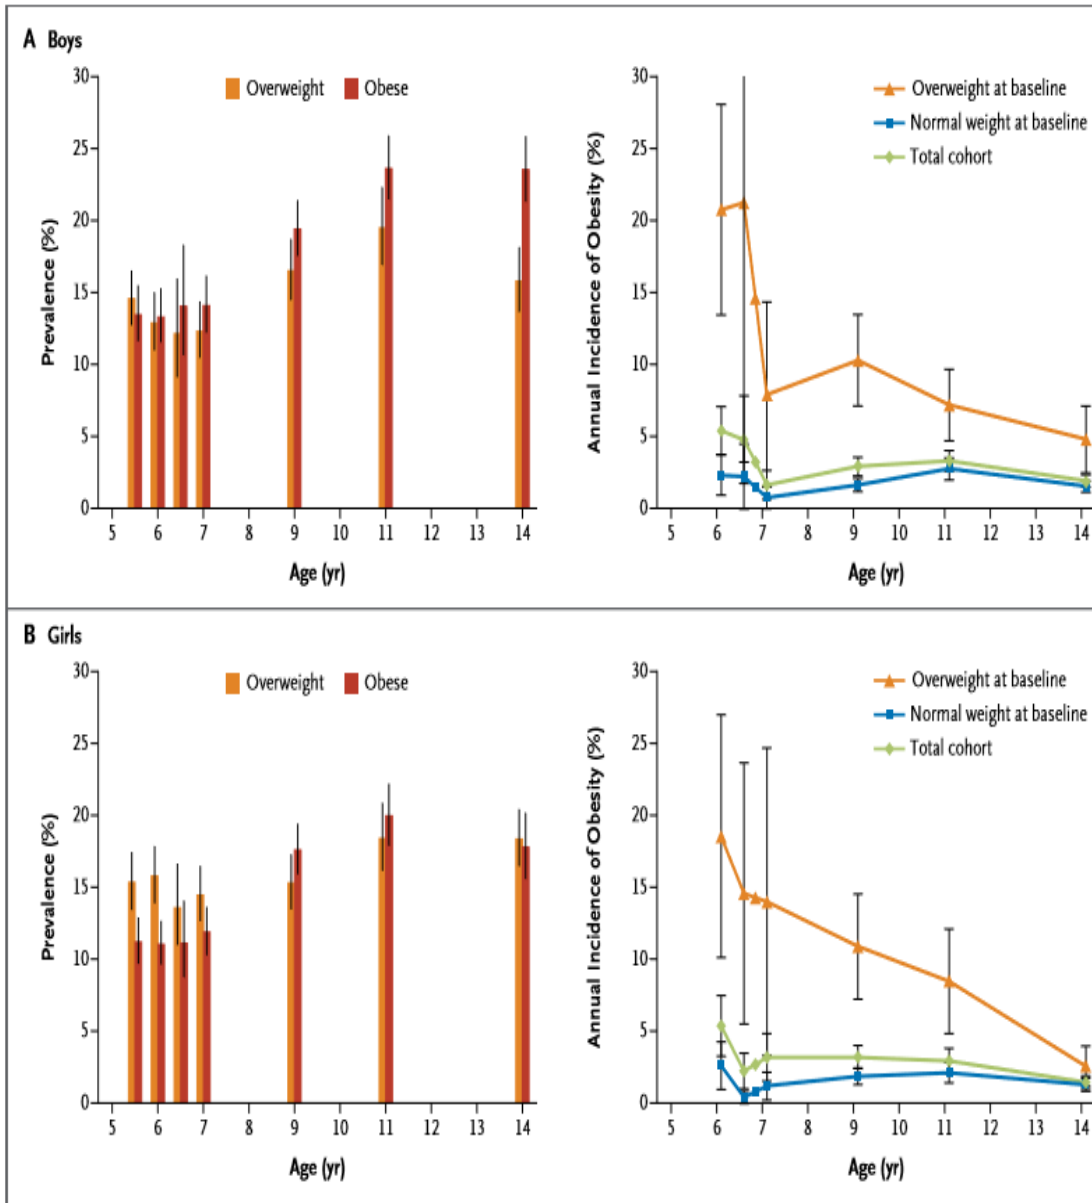 A Boys
Overweight
Obese
Prevalence (%)
30
25
20
15
10
5
0
5 6 7 9 10 11 12 13 14
Age (yr)
Overweight at baseline
Normal weight at baseline
Total cohort
Annual Incidence of Obesity (%)
30
25
20
15
10
5
0
5 6 7 9 10 11 12 13 14
Age (yr)
B Girls
Overweight
Obese
Prevalence (%)
30
25
20
15
10
5
0
5 6 7 8 9 10 11 12 13 14
Age (yr)
Overweight at baseline
Normal weight at baseline
Total cohort
Annual Incidence of Obesity (%)
30
25
20
15
10
5
0
5 6 7 9 10 11 12 13 14
Age (yr)